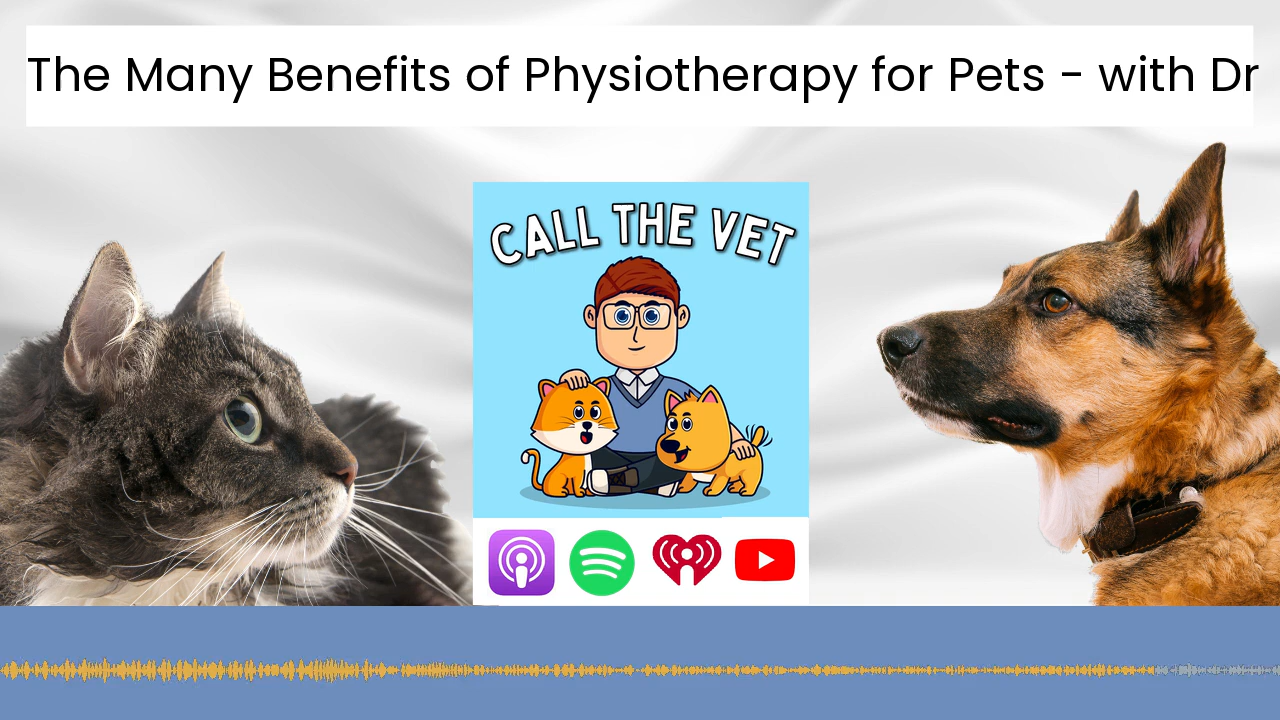 The Many Benefits of Physiotherapy for Pets - with Dr
CALL THE VET